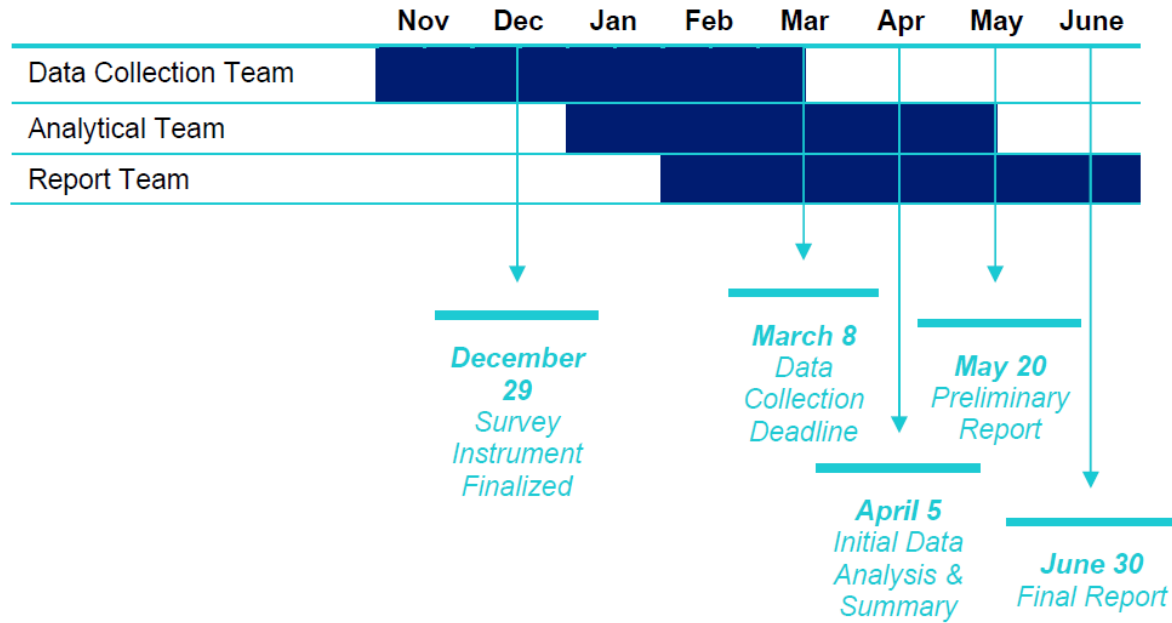 Nov Dec Jan Feb Mar Apr May June
Data Collection Team
Analytical Team
Report Team
December
29
Survey
Instrument
Finalized
March 8
Data
Collection
Deadline
April 5
Initial Data
Analysis &
Summary
May 20
Preliminary
Report
June 30
Final Report